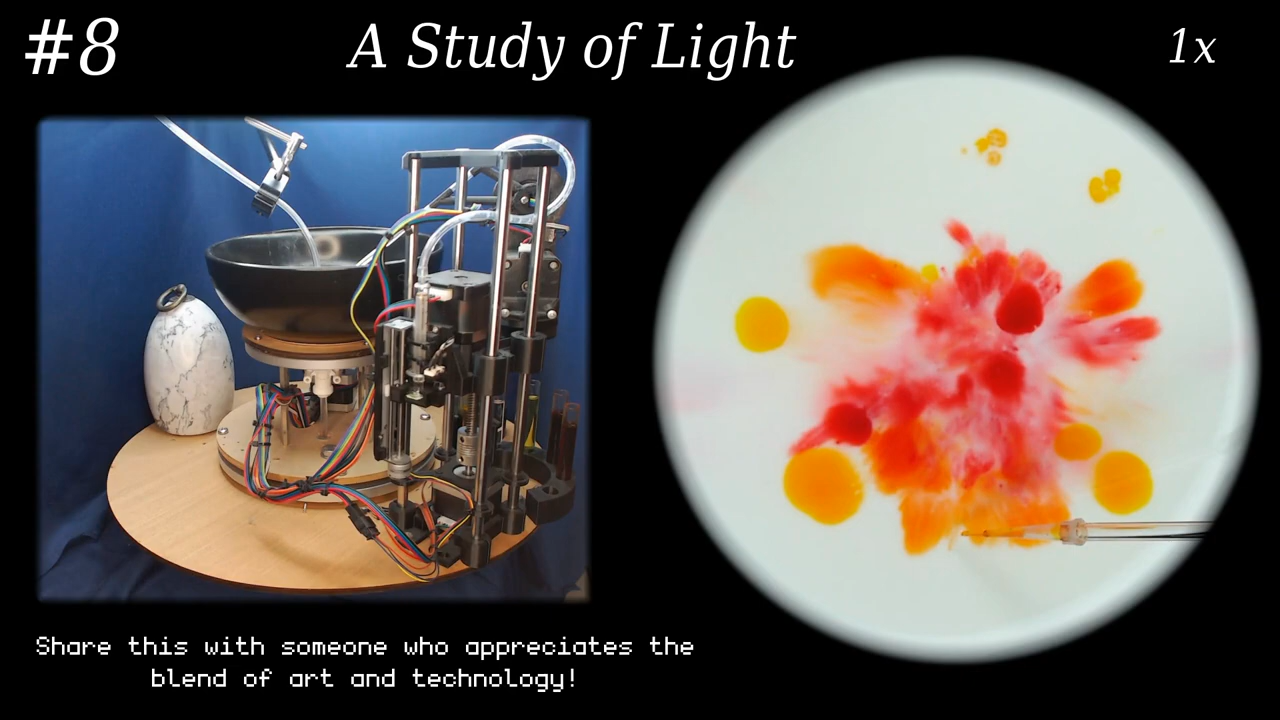 #8
A Study of Light
1x
Share this with someone who appreciates the
blend of art and technology!